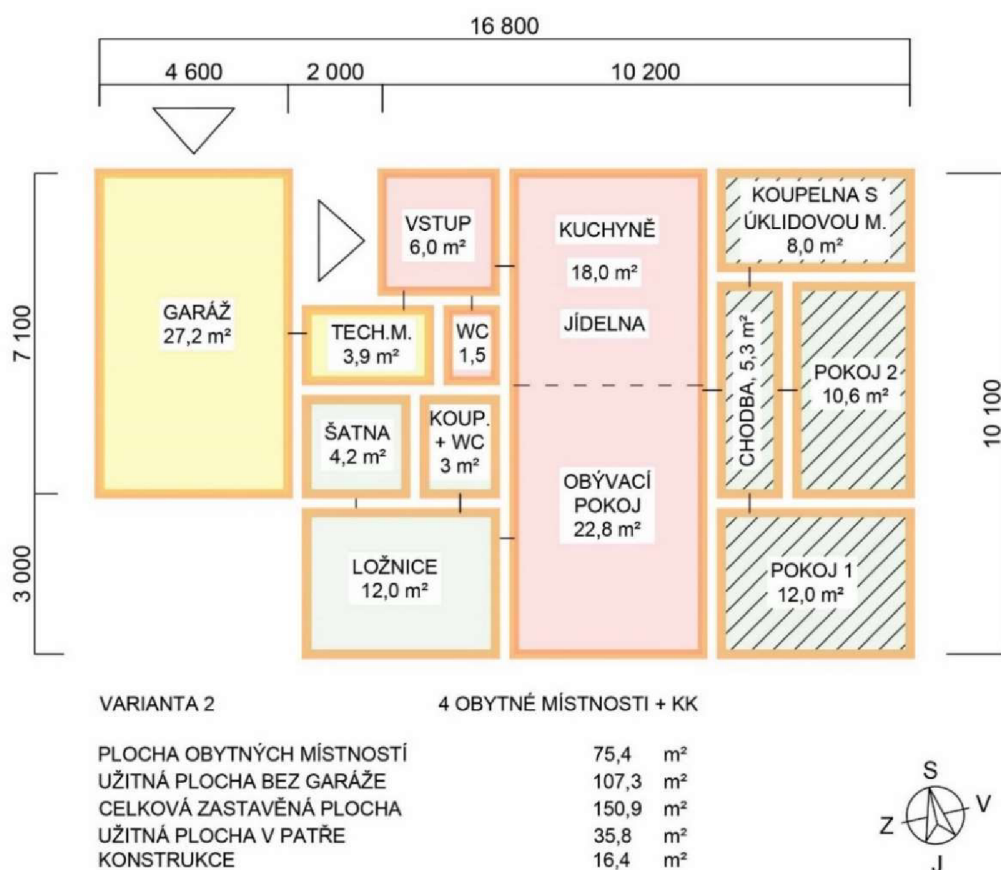 16 800
4 600
2 000
10 200
7 100
3 000
10 100
GARÁŽ
27,2 m²
VSTUP
6,0 m²
TECH.M.
3,9 m²
WC
1,5
ŠATNA
4,2 m²
KOUP.
+ WC
3 m²
LOŽNICE
12,0 m²
KUCHYNĚ
18,0 m²
JÍDELNA
OBÝVACÍ
POKOJ
22,8 m²
KOUPELNA S
ÚKLIDOVOU M.
8,0 m²
CHODBA, 5,3 m²
POKOJ 2
10,6 m²
POKOJ 1
12,0 m²
VARIANTA 2 4 OBYTNÉ MÍSTNOSTI + KK
PLOCHA OBYTNÝCH MÍSTNOSTÍ 75,4 m²
UŽITNÁ PLOCHA BEZ GARÁŽE 107,3 m²
CELKOVÁ ZASTAVĚNÁ PLOCHA 150,9 m²
UŽITNÁ PLOCHA V PATŘE 35,8 m²
KONSTRUKCE 16,4 m²
S
V
Z
J